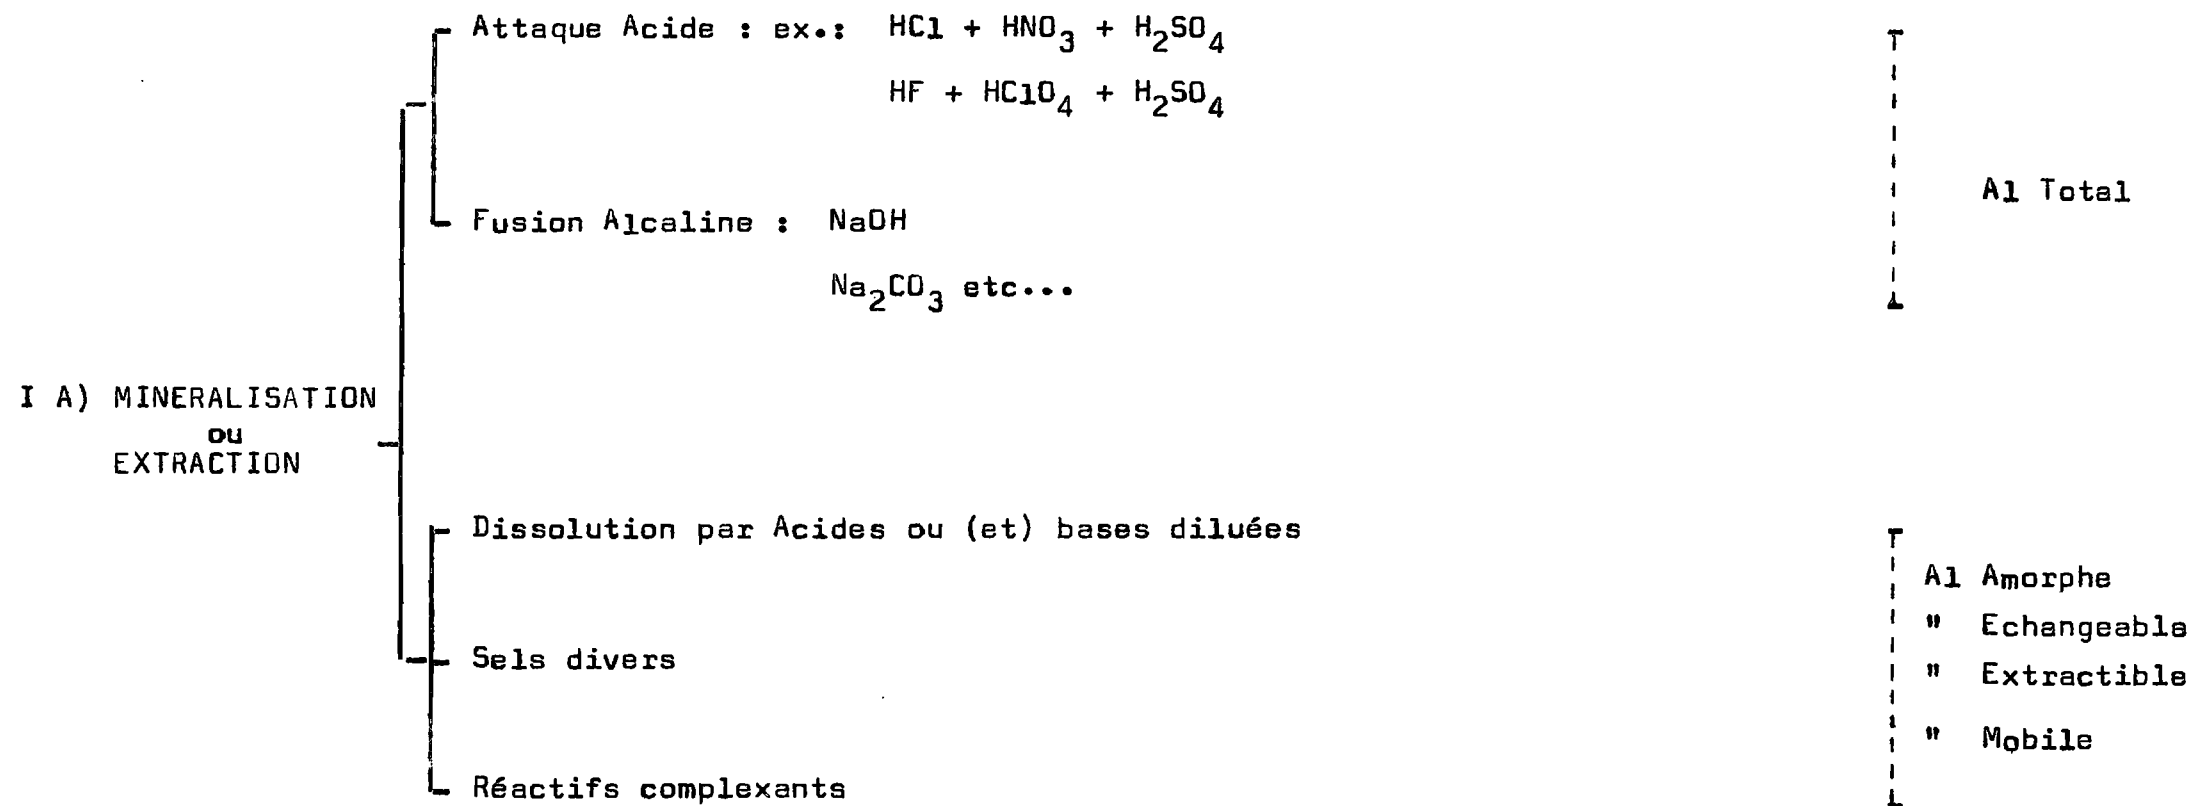 Attaque Acide : ex.: HCl + HNO3 + H2SO4
HF + HClO4 + H2SO4
Al Total
Fusion Alcaline : NaOH
Na2CO3 etc...
I A) MINERALISATION
ou
EXTRACTION
Dissolution par Acides ou (et) bases diluées
Al Amorphe
" Echangeable
Sels divers
" Extractible
" Mobile
Réactifs complexants